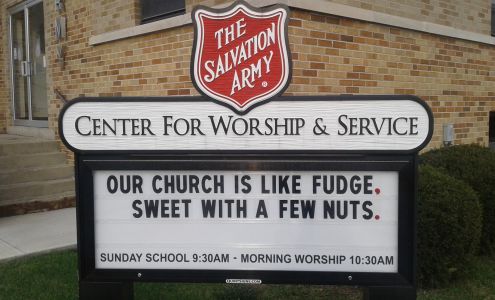 THE
SALVATION
ARMY
CENTER FOR WORSHIP & SERVICE
OUR CHURCH IS LIKE FUDGE.
SWEET WITH A FEW NUTS.
SUNDAY SCHOOL 9:30AM - MORNING WORSHIP 10:30AM